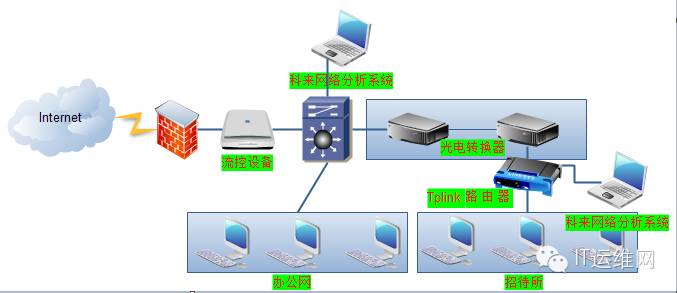 科来网络分析系统
Internet
流控设备
光电转换器
Tplink 路由器
科来网络分析系统
办公网
招待所
IT运维网